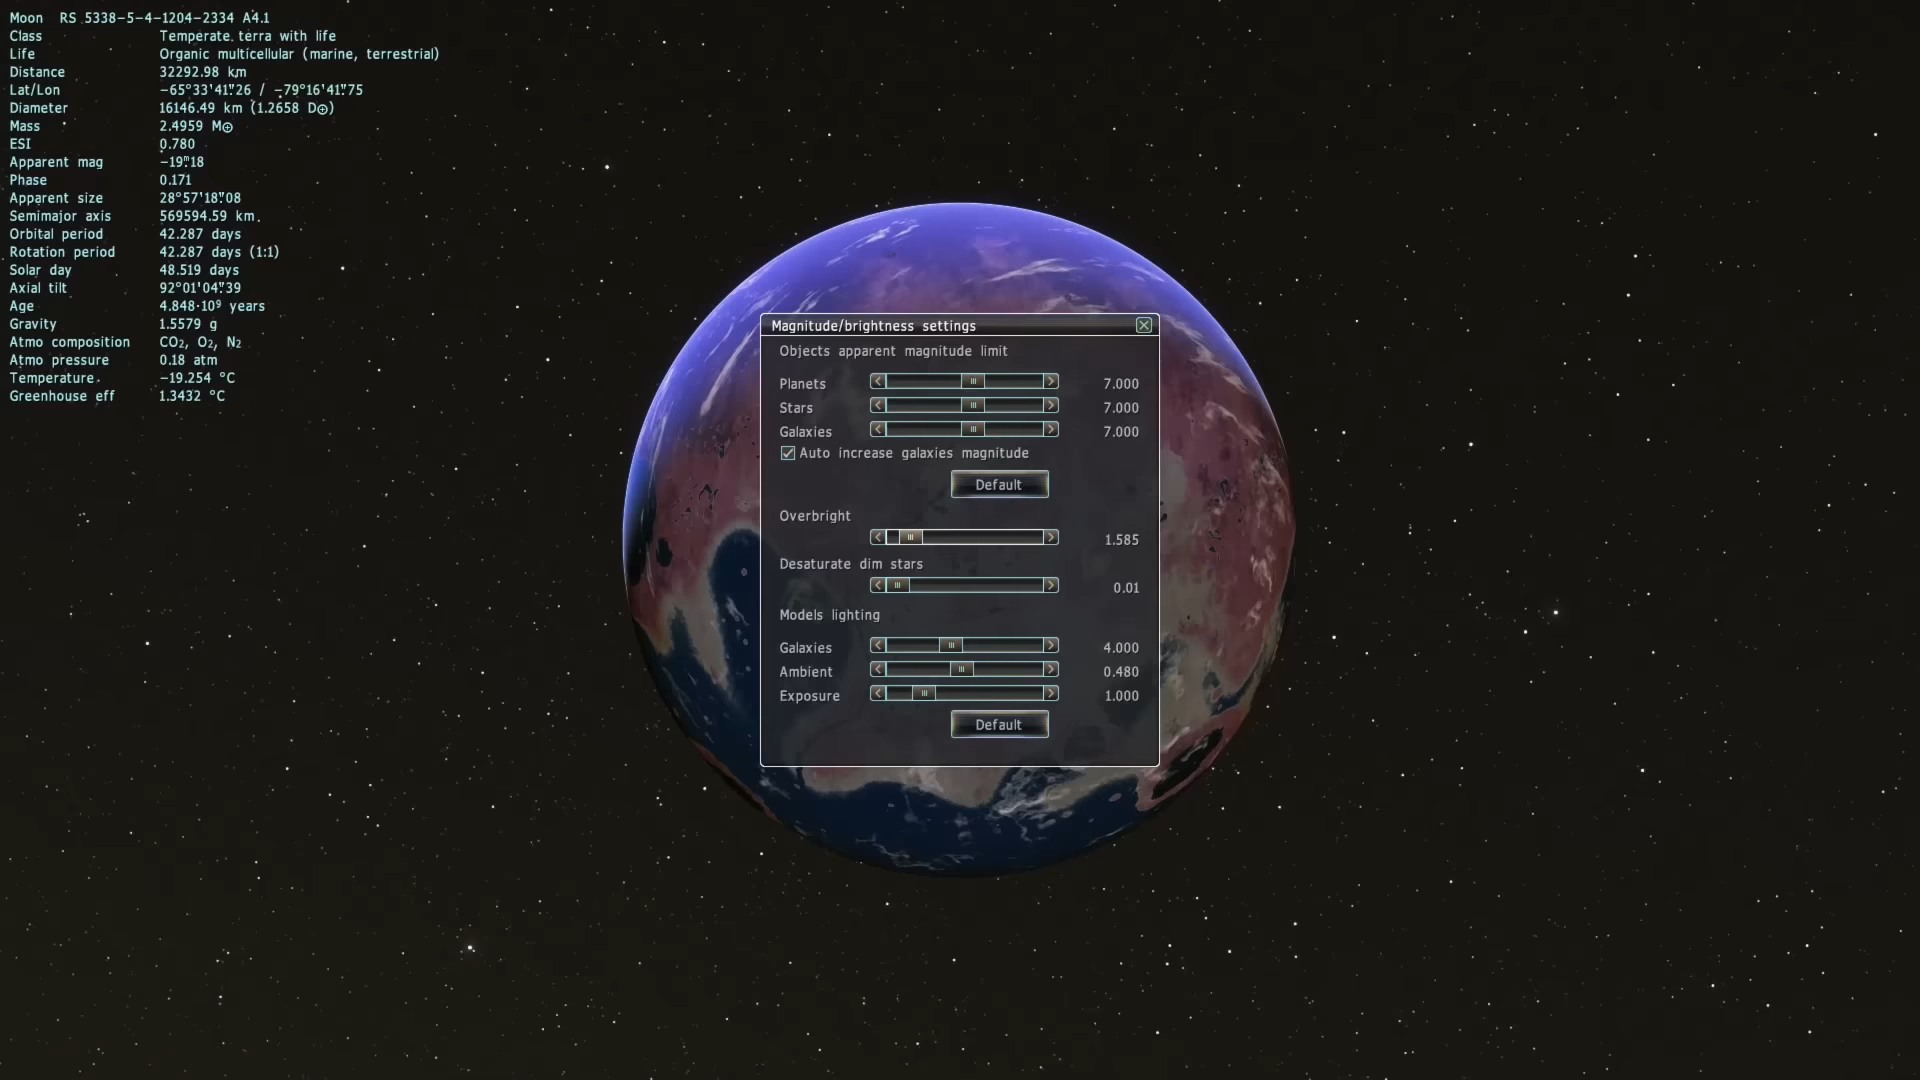 Moon RS 5338-5-4-1204-2334 A4.1
Class Temperate terra with life
Life Organic multicellular (marine, terrestrial)
Distance 32292.98 km
Lat/Lon -65°33'41"26 / -79°16'41"75
Diameter 16146.49 km (1.2658 D⊕)
Mass 2.4959 M⊕
ESI 0.780
Apparent mag -19ᵐ18
Phase 0.171
Apparent size 28°57'18"08
Semimajor axis 569594.59 km
Orbital period 42.287 days
Rotation period 42.287 days (1:1)
Solar day 48.519 days
Axial tilt 92°01'04"39
Age 4.848·10⁹ years
Gravity 1.5579 g
Atmo composition CO₂, O₂, N₂
Atmo pressure 0.18 atm
Temperature -19.254 °C
Greenhouse eff 1.3432 °C
Magnitude/brightness settings
Objects apparent magnitude limit
Planets 7.000
Stars 7.000
Galaxies 7.000
Auto increase galaxies magnitude
Default
Overbright
1.585
Desaturate dim stars
0.01
Models lighting
Galaxies 4.000
Ambient 0.480
Exposure 1.000
Default